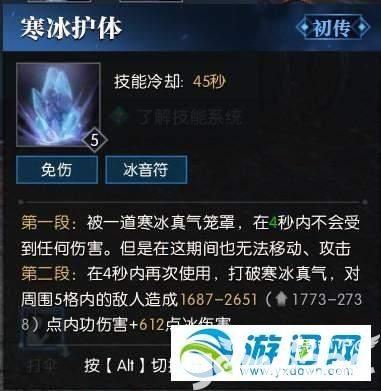 寒冰护体
初传
技能冷却: 45秒
了解技能系统
5
免伤
冰音符
第一段：被一道寒冰真气笼罩，在4秒内不会受
到任何伤害。但是在这期间也无法移动、攻击
第二段：在4秒内再次使用，打破寒冰真气，对
周围5格内的敌人造成1687-2651（1773-273
8）点内功伤害+612点冰伤害
打伞
按【Alt】切换
游迅网